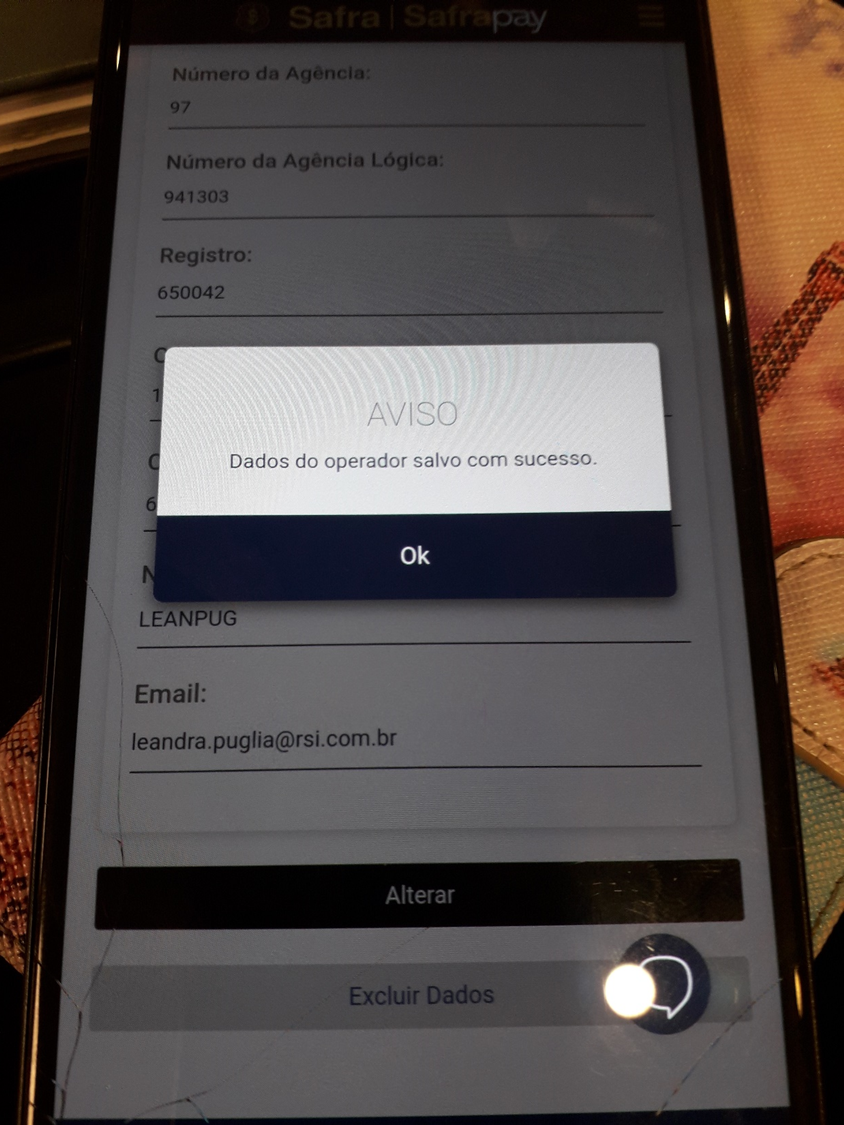 Safra | Safrapay
Número da Agência:
97
Número da Agência Lógica:
941303
Registro:
650042
AVISO
Dados do operador salvo com sucesso.
Ok
LEANPUG
Email:
leandra.puglia@rsi.com.br
Alterar
Excluir Dados